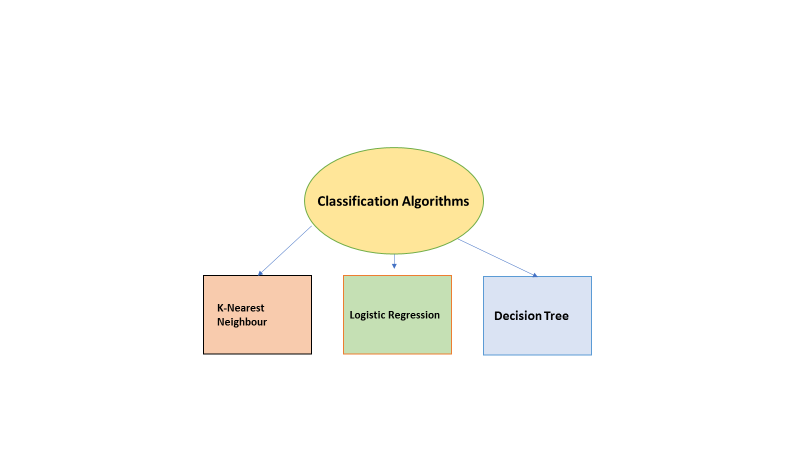 Classification Algorithms
K-Nearest
Neighbour
Logistic Regression
Decision Tree